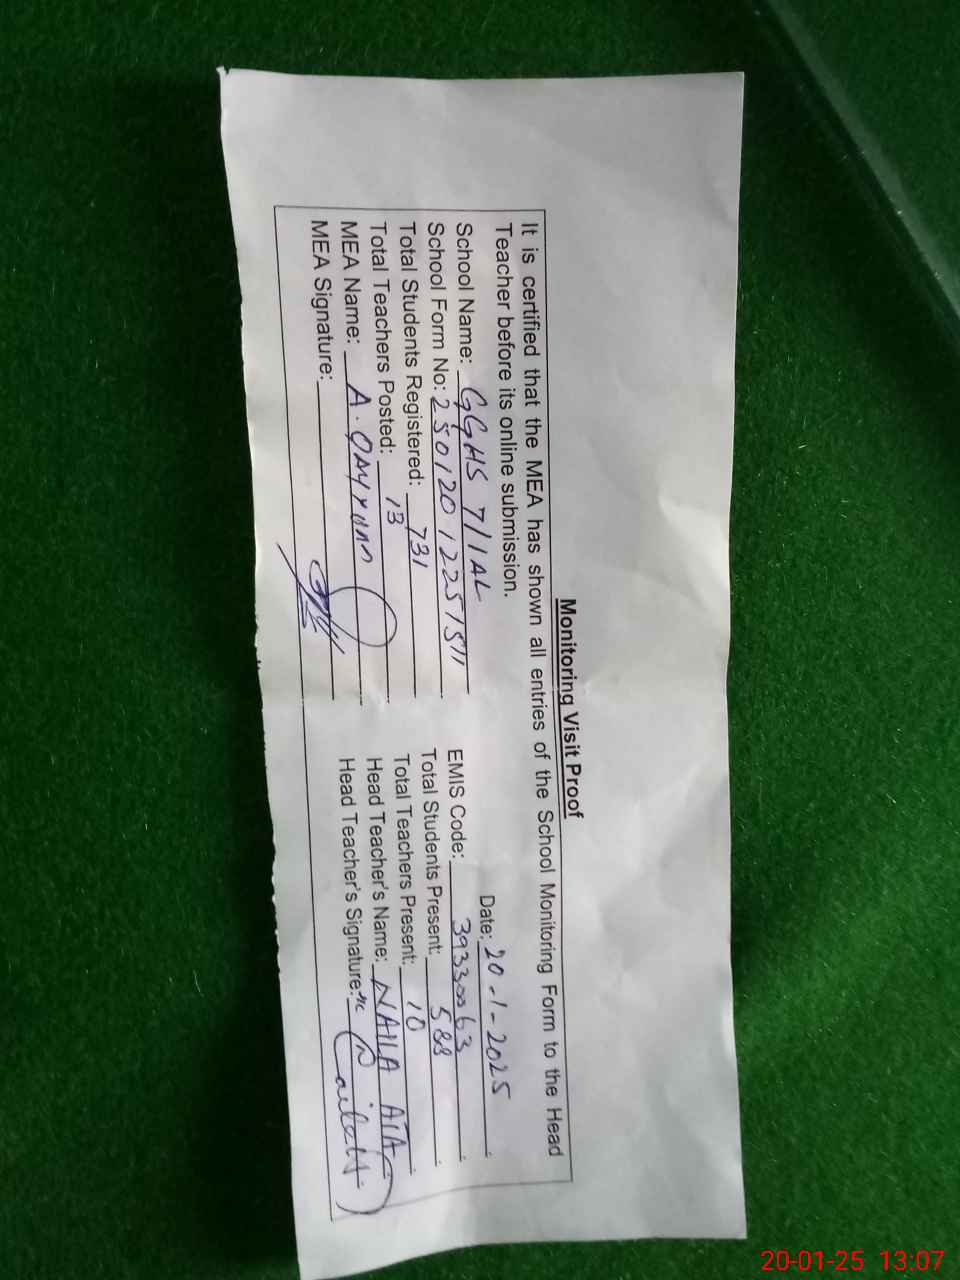 Monitoring Visit Proof
It is certified that the MEA has shown all entries of the School Monitoring Form to the Head
Teacher before its online submission.
Date: 20-1-2025
School Name: GGHS 7/1AL
EMIS Code: 39330063
School Form No: 25012012251511
Total Students Present: 588
Total Students Registered: 731
Total Teachers Present: 10
Total Teachers Posted: 13
Head Teacher's Name: NAILA ATA
MEA Name: A. QAYYUM
Head Teacher's Signature:
MEA Signature:
20-01-25 13:07